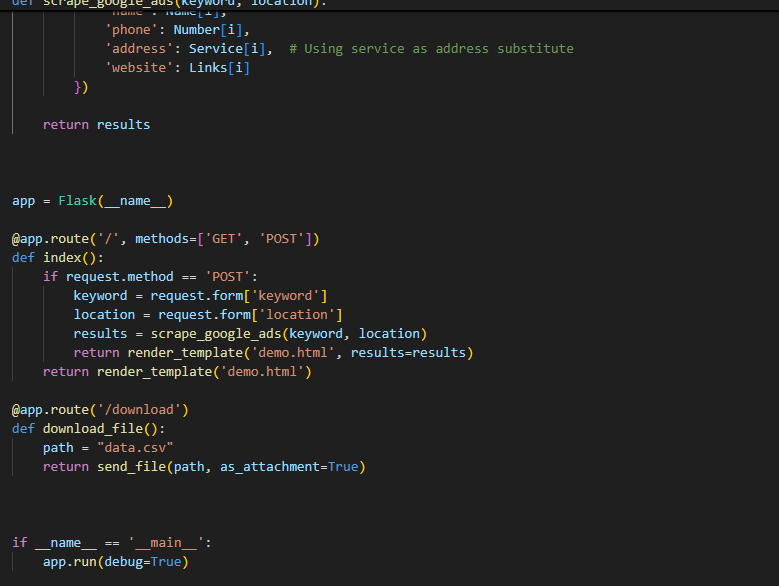 def scrape_google_ads(keyword, location):
'name': Name[i],
'phone': Number[i],
'address': Service[i],  # Using service as address substitute
'website': Links[i]
})
return results
app = Flask(__name__)
@app.route('/', methods=['GET', 'POST'])
def index():
if request.method == 'POST':
keyword = request.form['keyword']
location = request.form['location']
results = scrape_google_ads(keyword, location)
return render_template('demo.html', results=results)
return render_template('demo.html')
@app.route('/download')
def download_file():
path = "data.csv"
return send_file(path, as_attachment=True)
if __name__ == '__main__':
app.run(debug=True)